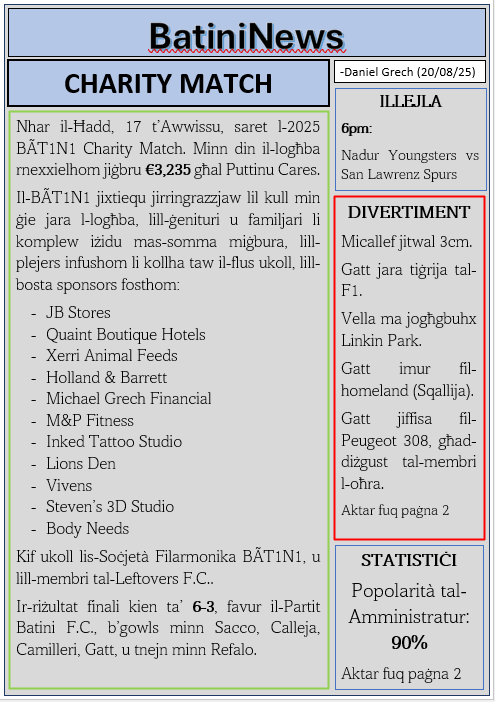 BatiniNews
CHARITY MATCH
-Daniel Grech (20/08/25)
Nhar il-Ħadd, 17 t’Awwissu, saret l-2025
BÃT1N1 Charity Match. Minn din il-logħba
mexxielhom jiġbru €3,235 għal Puttinu Cares.
Il-BÃT1N1 jixtiequ jirringrazzjaw lil kull min
ġie jara l-logħba, lill-ġenituri u familjari li
komplew iżidu mas-somma miġbura, lill-
plejers infushom li kollha taw il-flus ukoll, lill-
bosta sponsors fosthom:
- JB Stores
- Quaint Boutique Hotels
- Xerri Animal Feeds
- Holland & Barrett
- Michael Grech Financial
- M&P Fitness
- Inked Tattoo Studio
- Lions Den
- Vivens
- Steven’s 3D Studio
- Body Needs
Kif ukoll lis-Soċjetà Filarmonika BÃT1N1, u
lill-membri tal-Leftovers F.C..
Ir-riżultat finali kien ta’ 6-3, favur il-Partit
Batini F.C., b’gowls minn Sacco, Calleja,
Camilleri, Gatt, u tnejn minn Refalo.
ILLEJLA
6pm:
Nadur Youngsters vs
San Lawrenz Spurs
DIVERTIMENT
Micallef jitwal 3cm.
Gatt jara tiġrija tal-
F1.
Vella ma jogħġbuhx
Linkin Park.
Gatt imur fil-
homeland (Sqallija).
Gatt jiffisa fil-
Peugeot 308, għad-
diżgust tal-membri
l-oħra.
Aktar fuq paġna 2
STATISTIĊI
Popolarità tal-
Amministratur:
90%
Aktar fuq paġna 2